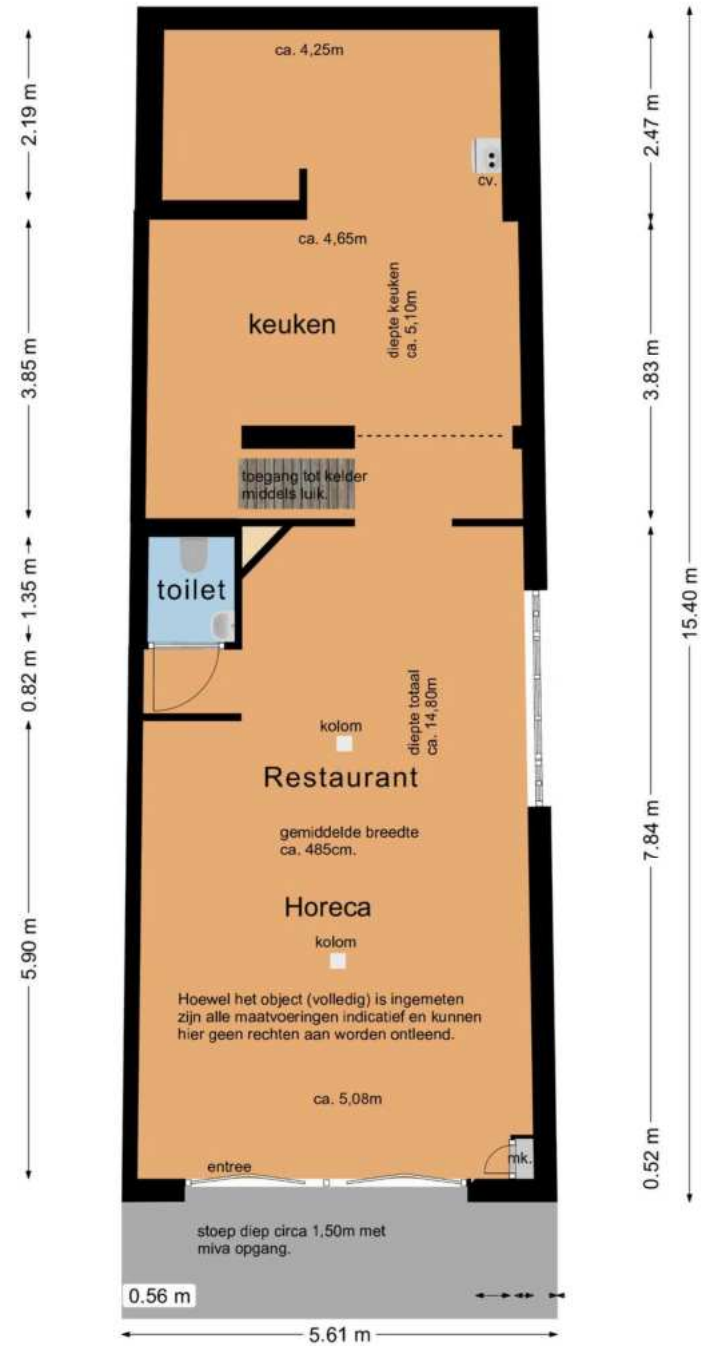 ca. 4,25m
2.19 m
2.47 m
cv.
ca. 4,65m
diepte keuken
ca. 5,10m
keuken
3.85 m
3.83 m
toegang tot kelder
middels luik.
1.35 m
toilet
15.40 m
0.82 m
diepte totaal
ca. 14,80m
kolom
Restaurant
gemiddelde breedte
ca. 485cm.
7.84 m
Horeca
kolom
5.90 m
Hoewel het object (volledig) is ingemeten
zijn alle maatvoeringen indicatief en kunnen
hier geen rechten aan worden ontleend.
ca. 5,08m
0.52 m
mk.
entree
stoep diep circa 1,50m met
miva opgang.
0.56 m
5.61 m